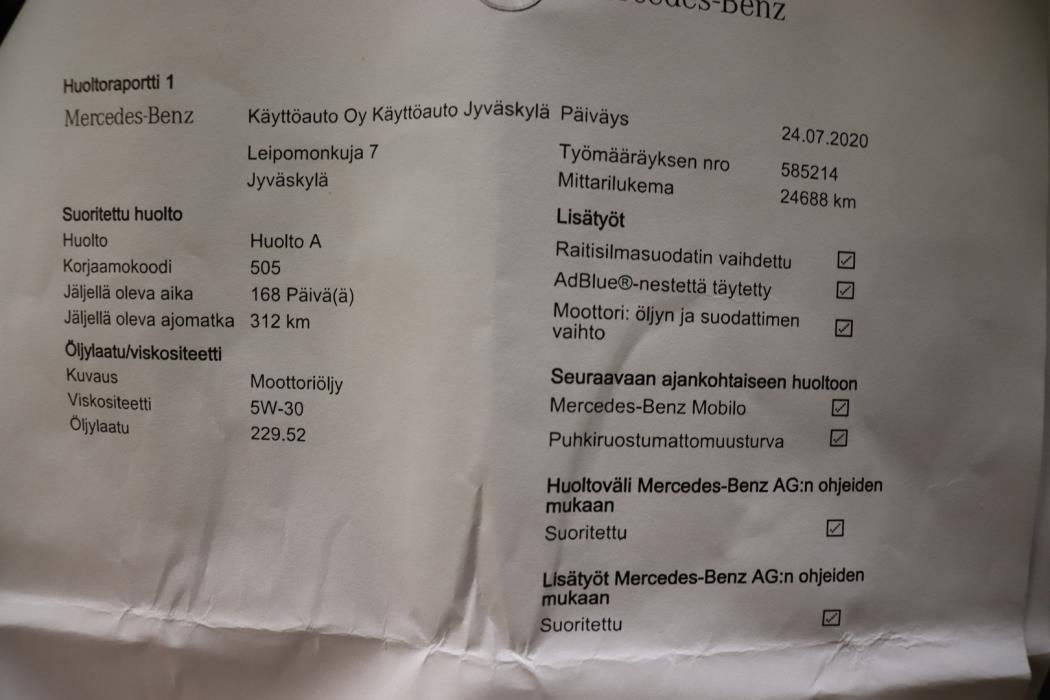 Mercedes-Benz
Huoltoraportti 1
Mercedes-Benz
Käyttöauto Oy Käyttöauto Jyväskylä
Leipomonkuja 7
Jyväskylä
Suoritettu huolto
Huolto Huolto A
Korjaamokoodi 505
Jäljellä oleva aika 168 Päivä(ä)
Jäljellä oleva ajomatka 312 km
Öljylaatu/viskositeetti
Kuvaus Moottoriöljy
Viskositeetti 5W-30
Öljylaatu 229.52
Päiväys 24.07.2020
Työmääräyksen nro 585214
Mittarilukema 24688 km
Lisätyöt
Raitisilmasuodatin vaihdettu
AdBlue®-nestettä täytetty
Moottori: öljyn ja suodattimen
vaihto
Seuraavaan ajankohtaiseen huoltoon
Mercedes-Benz Mobilo
Puhkiruostumattomuusturva
Huoltoväli Mercedes-Benz AG:n ohjeiden
mukaan
Suoritettu
Lisätyöt Mercedes-Benz AG:n ohjeiden
mukaan
Suoritettu